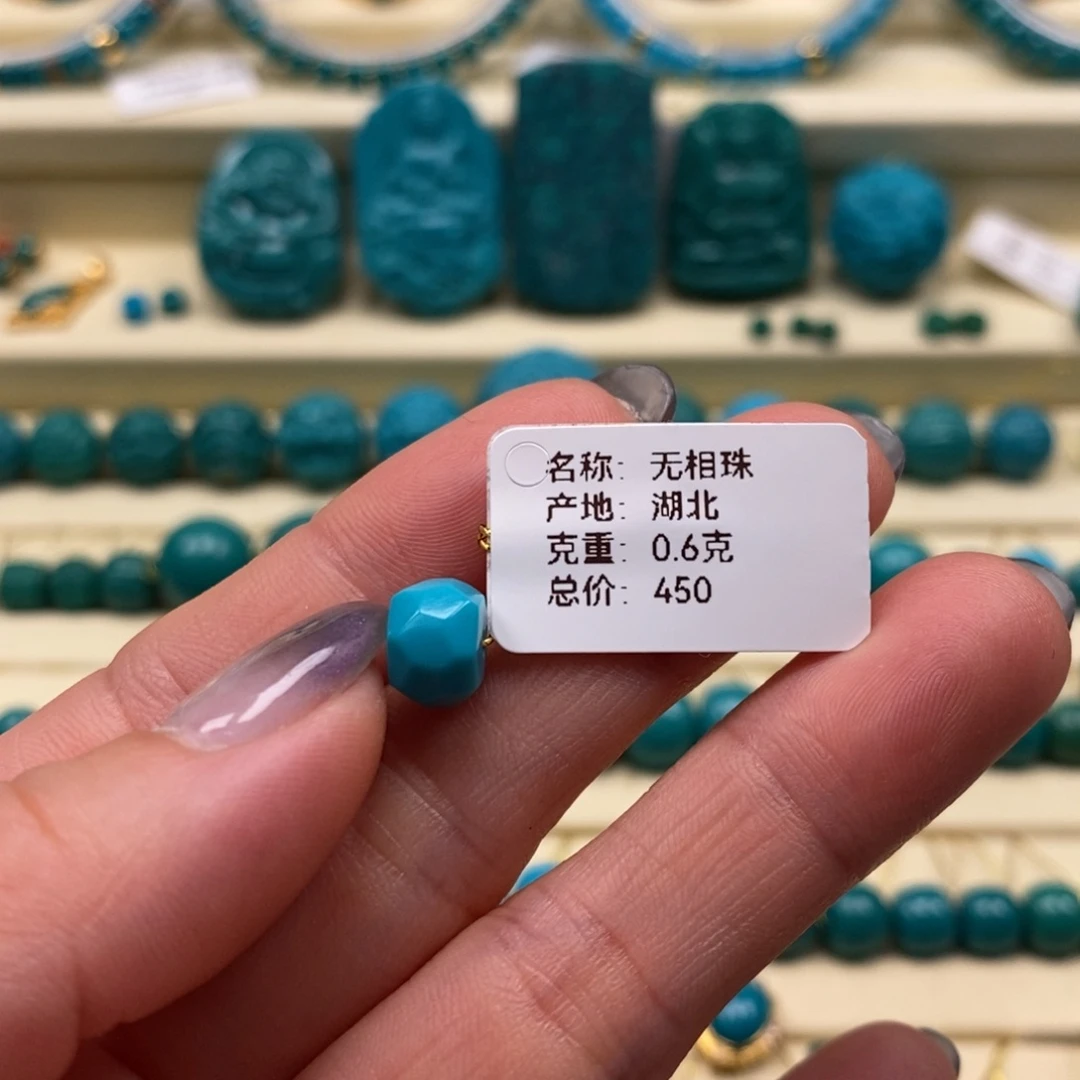 名称: 无相珠
产地: 湖北
克重: 0.6克
总价: 450